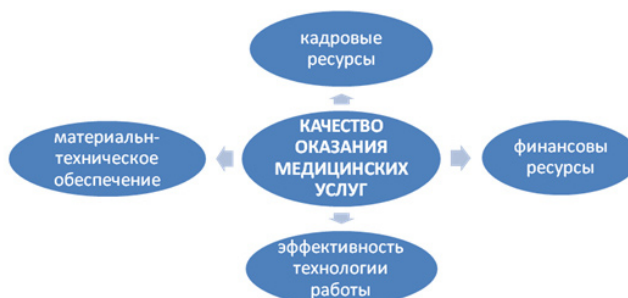 кадровые
ресурсы
материальн-
техническое
обеспечение
КАЧЕСТВО
ОКАЗАНИЯ
МЕДИЦИНСКИХ
УСЛУГ
финансовы
ресурсы
эффективность
технологии
работы